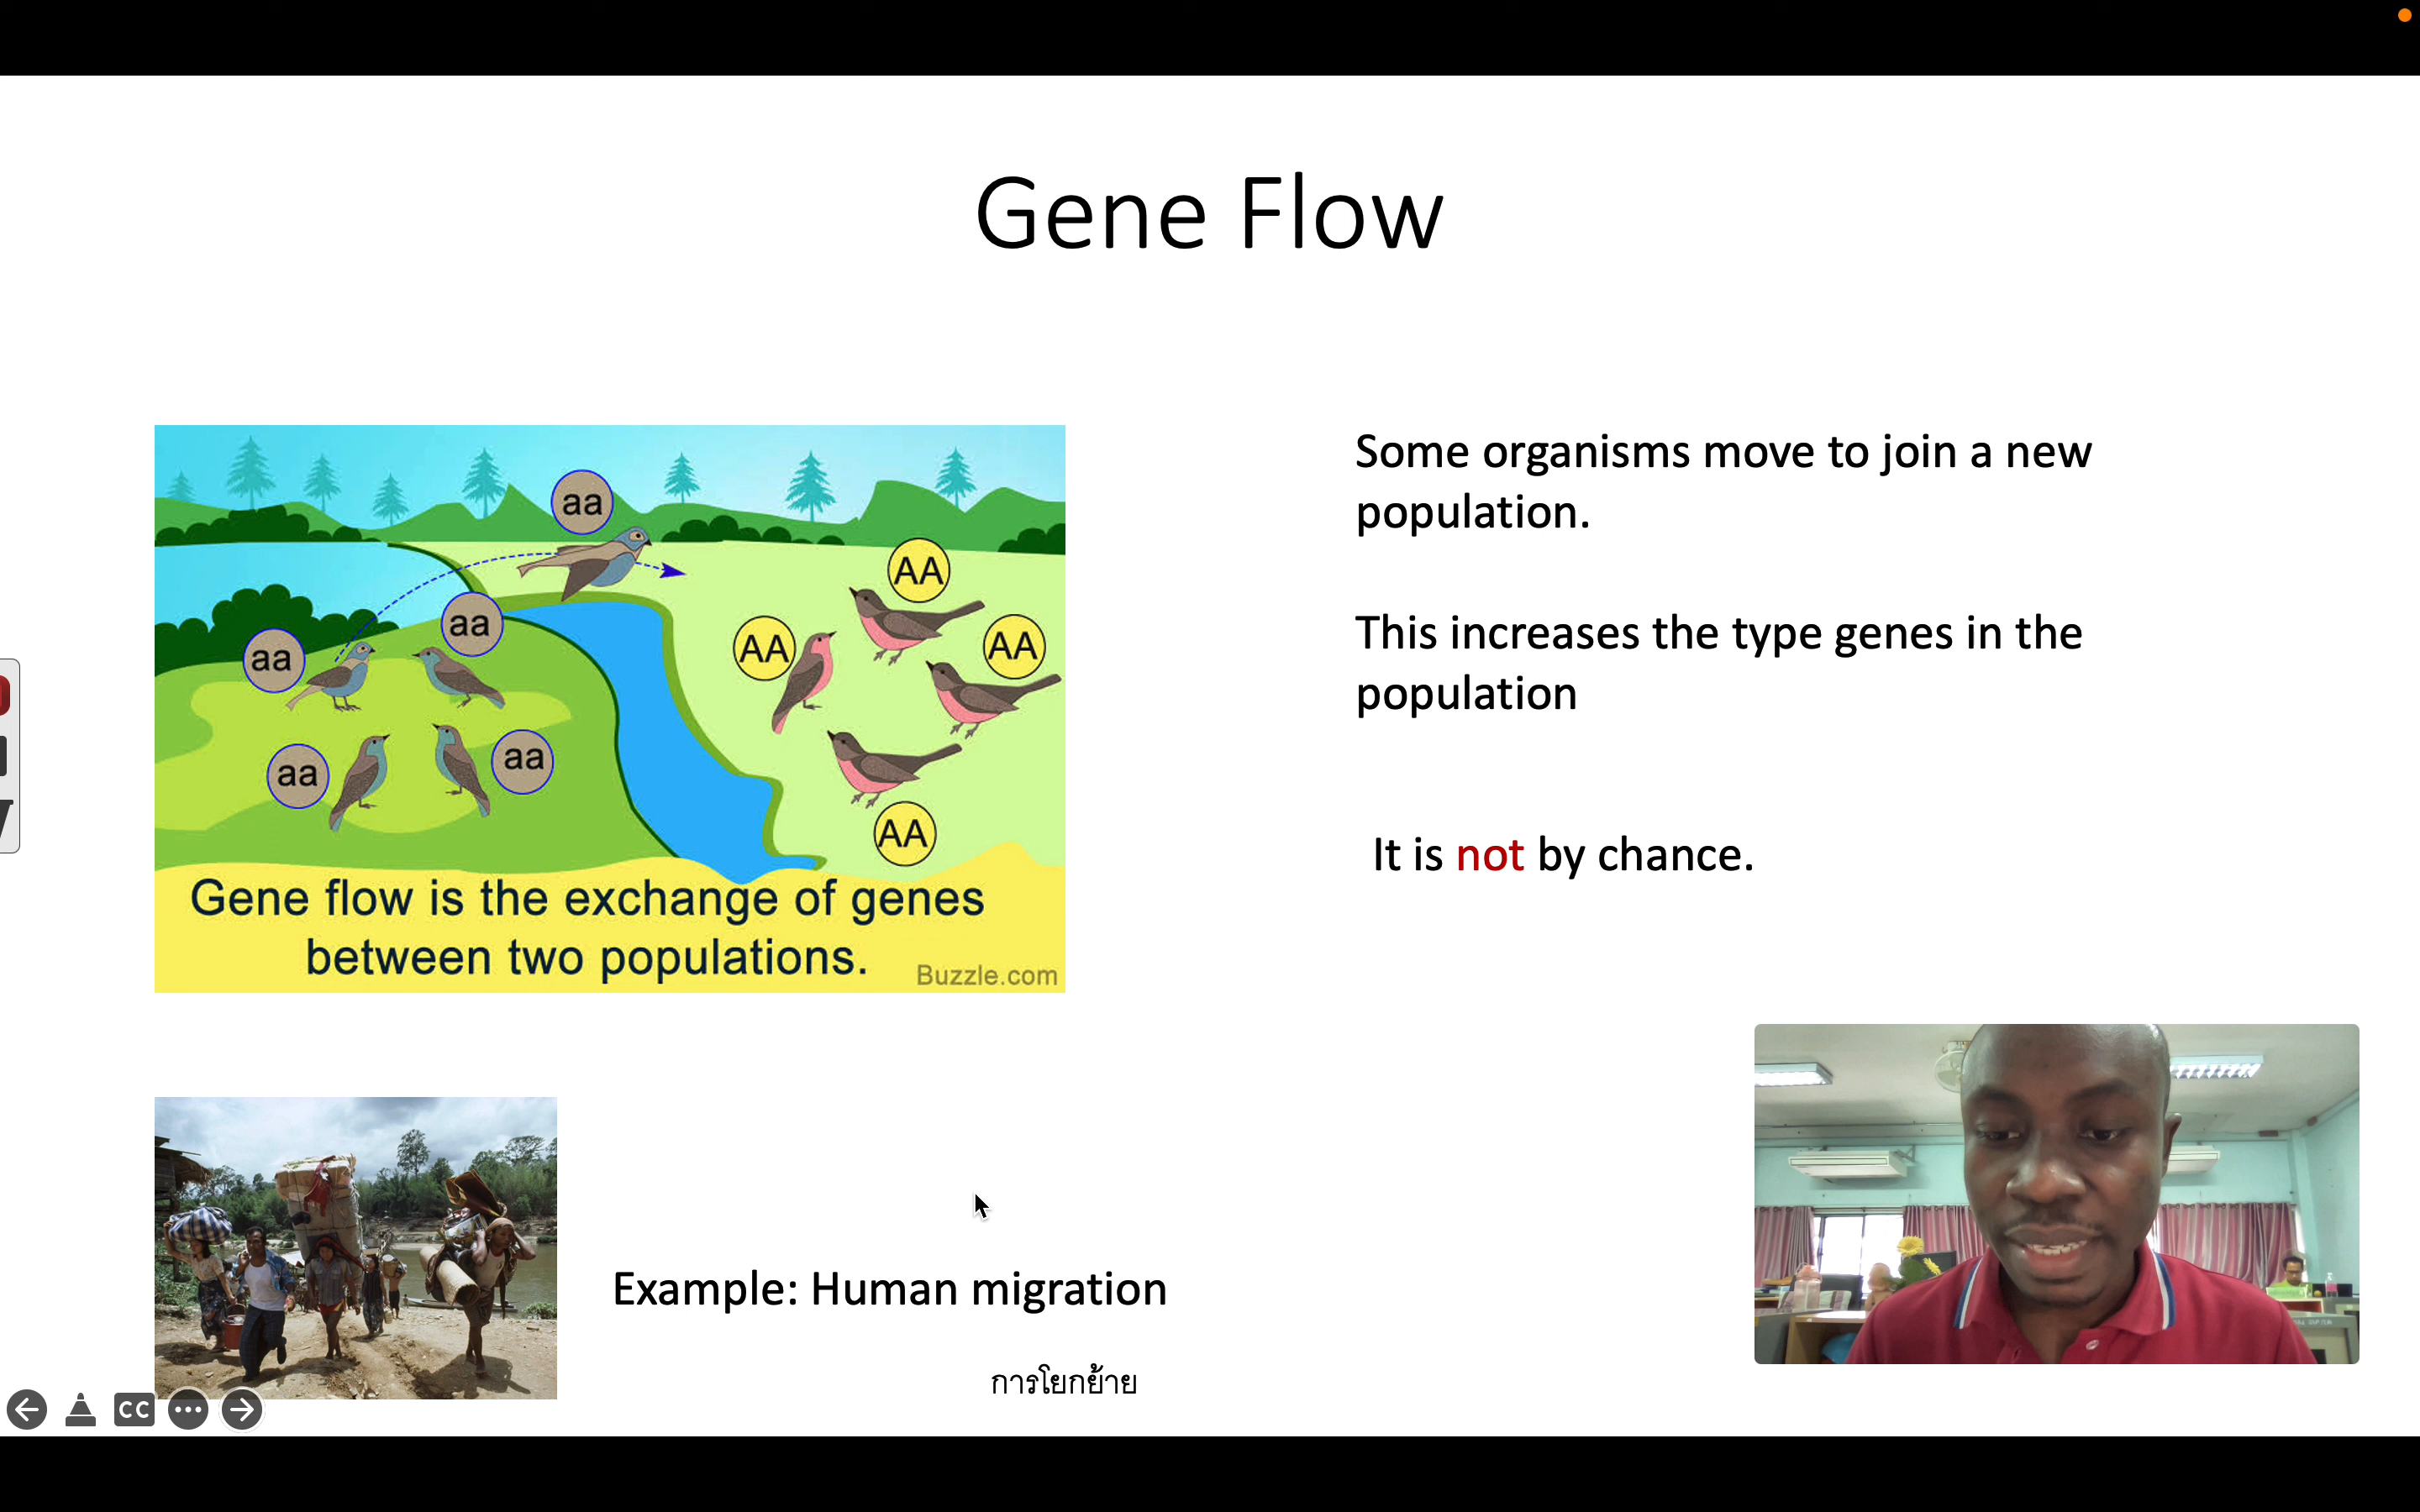 Gene Flow
aa
aa
aa
aa
aa
AA
AA
AA
AA
Gene flow is the exchange of genes
between two populations.
Buzzle.com
Some organisms move to join a new
population.
This increases the type genes in the
population
It is not by chance.
Example: Human migration
การโยกย้าย
CC